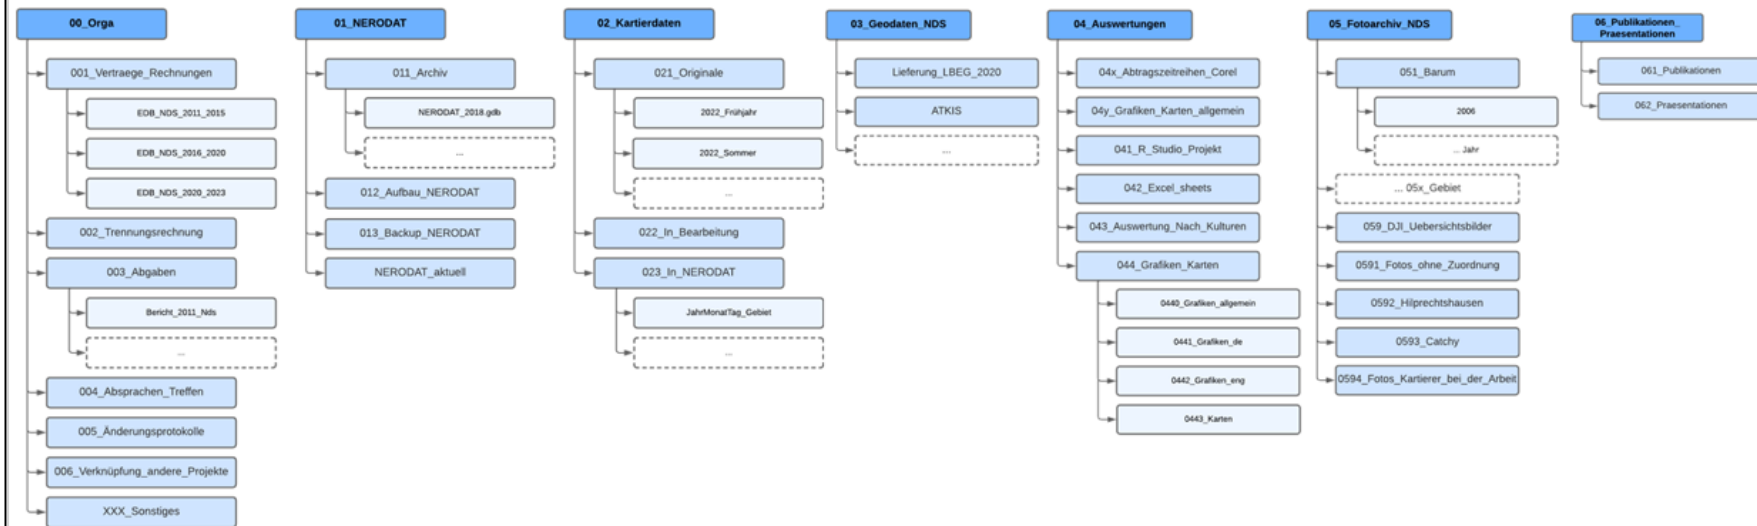 00_Orga
001_Vertraege_Rechnungen
EDB_NDS_2011_2015
EDB_NDS_2016_2020
EDB_NDS_2020_2023
002_Trennungsrechnung
003_Abgaben
Bericht_2011_Nds
...
004_Absprachen_Treffen
005_Änderungsprotokolle
006_Verknüpfung_andere_Projekte
XXX_Sonstiges
01_NERODAT
011_Archiv
NERODAT_2018.gdb
...
012_Aufbau_NERODAT
013_Backup_NERODAT
NERODAT_aktuell
02_Kartierdaten
021_Originale
2022_Frühjahr
2022_Sommer
...
022_In_Bearbeitung
023_In_NERODAT
JahrMonatTag_Gebiet
...
03_Geodaten_NDS
Lieferung_LBEG_2020
ATKIS
...
04_Auswertungen
04x_Abtragszeitreihen_Corel
04y_Grafiken_Karten_allgemein
041_R_Studio_Projekt
042_Excel_sheets
043_Auswertung_Nach_Kulturen
044_Grafiken_Karten
0440_Grafiken_allgemein
0441_Grafiken_de
0442_Grafiken_eng
0443_Karten
05_Fotoarchiv_NDS
051_Barum
2006
... Jahr
... 05x_Gebiet
059_DJI_Uebersichtsbilder
0591_Fotos_ohne_Zuordnung
0592_Hilprechtshausen
0593_Catchy
0594_Fotos_Kartierer_bei_der_Arbeit
06_Publikationen_
Praesentationen
061_Publikationen
062_Praesentationen